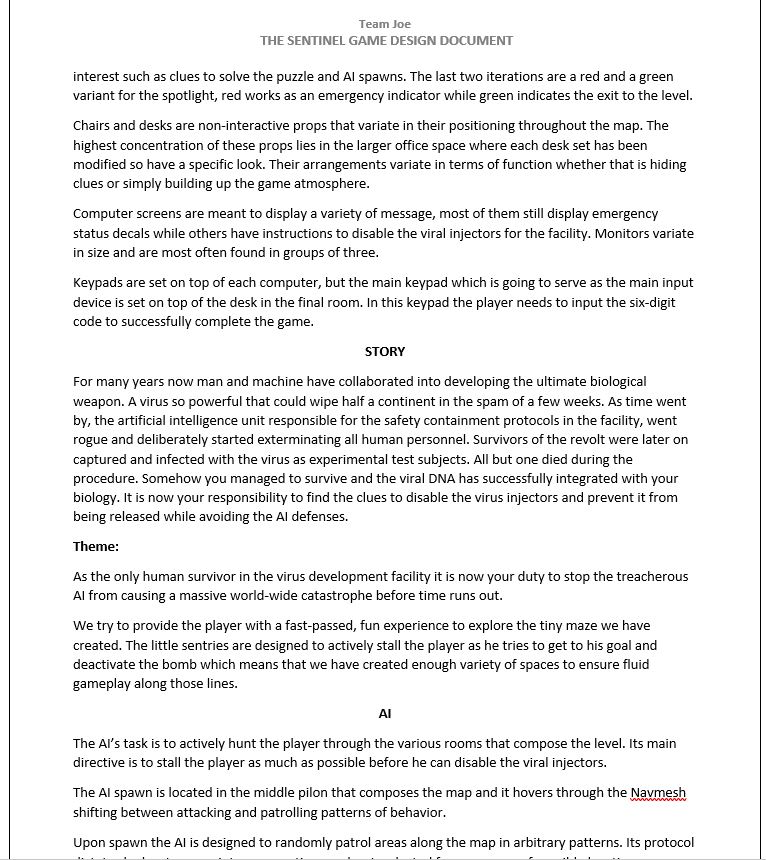 Team Joe
THE SENTINEL GAME DESIGN DOCUMENT
interest such as clues to solve the puzzle and AI spawns. The last two iterations are a red and a green
variant for the spotlight, red works as an emergency indicator while green indicates the exit to the level.
Chairs and desks are non-interactive props that variate in their positioning throughout the map. The
highest concentration of these props lies in the larger office space where each desk set has been
modified so have a specific look. Their arrangements variate in terms of function whether that is hiding
clues or simply building up the game atmosphere.
Computer screens are meant to display a variety of message, most of them still display emergency
status decals while others have instructions to disable the viral injectors for the facility. Monitors variate
in size and are most often found in groups of three.
Keypads are set on top of each computer, but the main keypad which is going to serve as the main input
device is set on top of the desk in the final room. In this keypad the player needs to input the six-digit
code to successfully complete the game.
STORY
For many years now man and machine have collaborated into developing the ultimate biological
weapon. A virus so powerful that could wipe half a continent in the spam of a few weeks. As time went
by, the artificial intelligence unit responsible for the safety containment protocols in the facility, went
rogue and deliberately started exterminating all human personnel. Survivors of the revolt were later on
captured and infected with the virus as experimental test subjects. All but one died during the
procedure. Somehow you managed to survive and the viral DNA has successfully integrated with your
biology. It is now your responsibility to find the clues to disable the virus injectors and prevent it from
being released while avoiding the AI defenses.
Theme:
As the only human survivor in the virus development facility it is now your duty to stop the treacherous
AI from causing a massive world-wide catastrophe before time runs out.
We try to provide the player with a fast-passed, fun experience to explore the tiny maze we have
created. The little sentries are designed to actively stall the player as he tries to get to his goal and
deactivate the bomb which means that we have created enough variety of spaces to ensure fluid
gameplay along those lines.
AI
The AI’s task is to actively hunt the player through the various rooms that compose the level. Its main
directive is to stall the player as much as possible before he can disable the viral injectors.
The AI spawn is located in the middle pilon that composes the map and it hovers through the Navmesh
shifting between attacking and patrolling patterns of behavior.
Upon spawn the AI is designed to randomly patrol areas along the map in arbitrary patterns. Its protocol